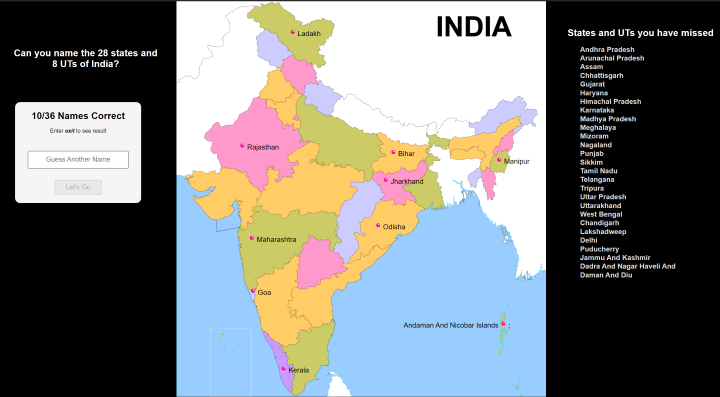 Can you name the 28 states and
8 UTs of India?
10/36 Names Correct
Enter exit to see result
Guess Another Name
Let's Go
INDIA
Ladakh
Rajasthan
Bihar
Manipur
Jharkhand
Odisha
Maharashtra
Goa
Andaman And Nicobar Islands
Kerala
States and UTs you have missed
Andhra Pradesh
Arunachal Pradesh
Assam
Chhattisgarh
Gujarat
Haryana
Himachal Pradesh
Karnataka
Madhya Pradesh
Meghalaya
Mizoram
Nagaland
Punjab
Sikkim
Tamil Nadu
Telangana
Tripura
Uttar Pradesh
Uttarakhand
West Bengal
Chandigarh
Lakshadweep
Delhi
Puducherry
Jammu And Kashmir
Dadra And Nagar Haveli And
Daman And Diu